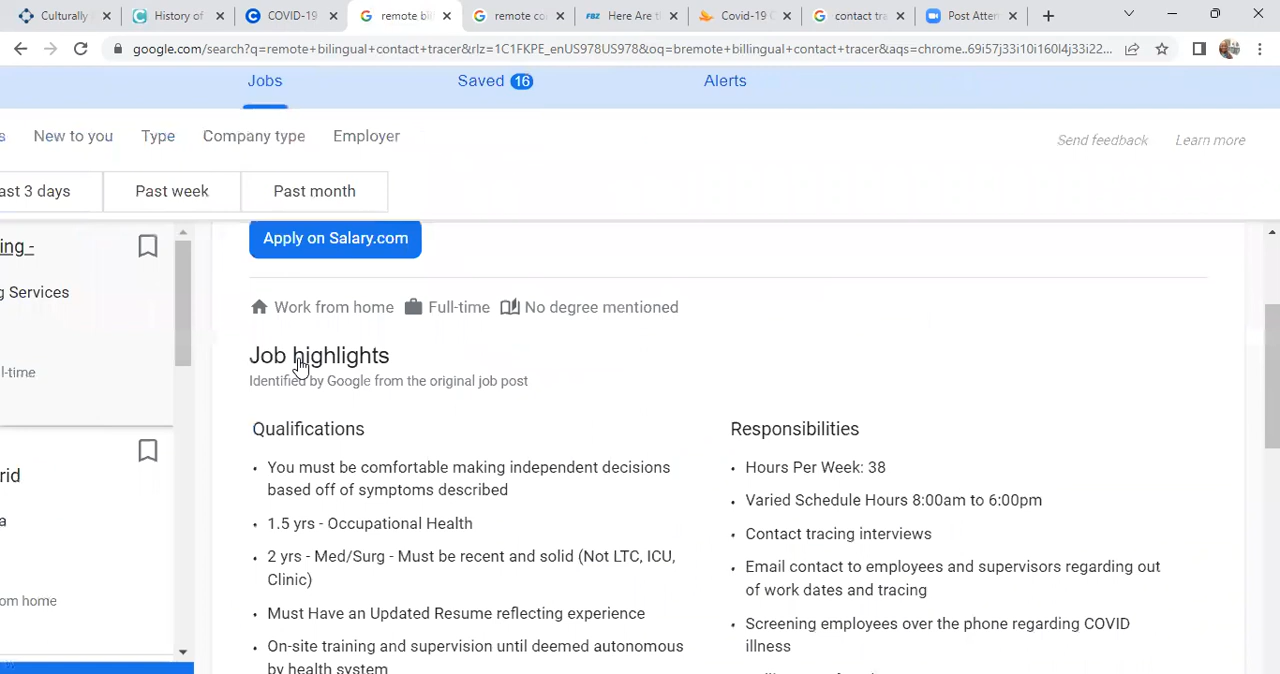 Culturally
History of
COVID-19
remote bil
remote co
FBZ Here Are t
Covid-19 C
contact tra
Post Atten
google.com/search?q=remote+bilingual+contact+tracer&rlz=1C1FKPE_enUS978US978&oq=bremote+billingual+contact+tracer&aqs=chrome..69i57j33i10i160l4j33i22...
Jobs
Saved 16
Alerts
s New to you Type Company type Employer
Send feedback Learn more
ast 3 days Past week Past month
ing -
g Services
l-time
rid
a
om home
Apply on Salary.com
Work from home Full-time No degree mentioned
Job highlights
Identified by Google from the original job post
Qualifications
• You must be comfortable making independent decisions
based off of symptoms described
• 1.5 yrs - Occupational Health
• 2 yrs - Med/Surg - Must be recent and solid (Not LTC, ICU,
Clinic)
• Must Have an Updated Resume reflecting experience
• On-site training and supervision until deemed autonomous
by health system
Responsibilities
• Hours Per Week: 38
• Varied Schedule Hours 8:00am to 6:00pm
• Contact tracing interviews
• Email contact to employees and supervisors regarding out
of work dates and tracing
• Screening employees over the phone regarding COVID
illness